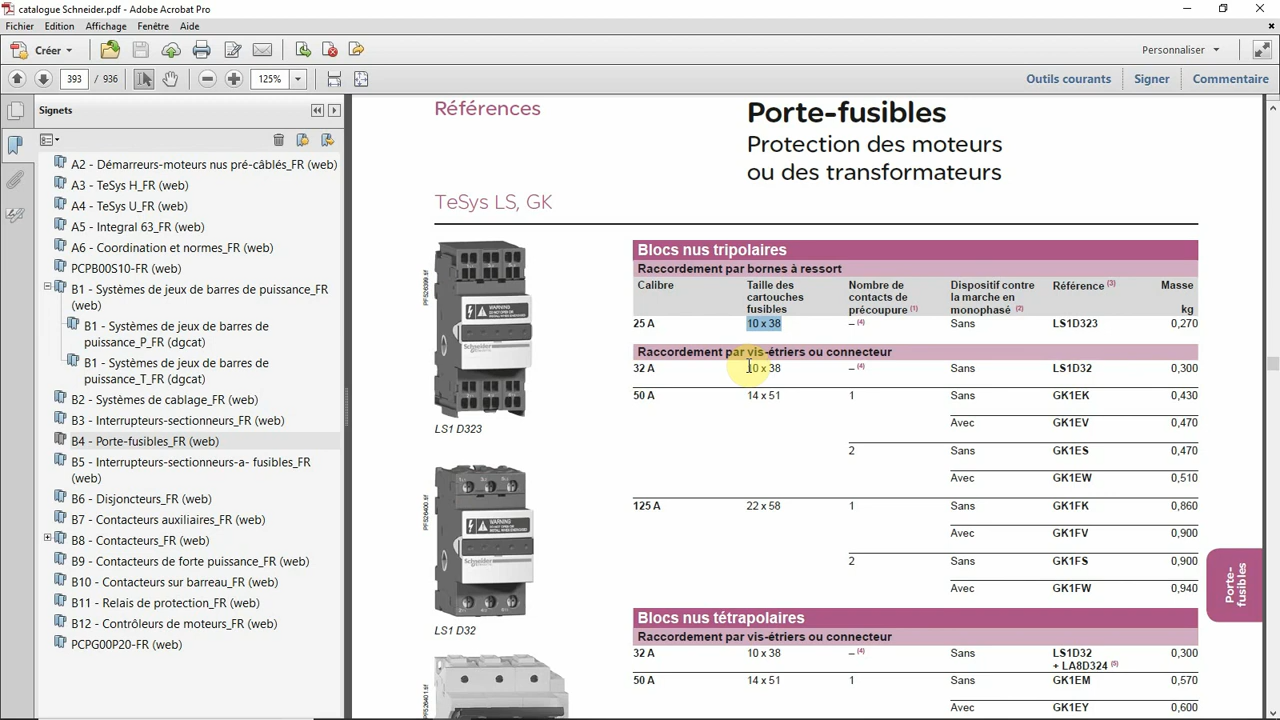 catalogue Schneider.pdf - Adobe Acrobat Pro
Fichier Edition Affichage Fenêtre Aide
Créer
Personnaliser
393 / 936
125%
Outils courants
Signer
Commentaire
Signets
A2 - Démarreurs-moteurs nus pré-câblés_FR (web)
A3 - TeSys H_FR (web)
A4 - TeSys U_FR (web)
A5 - Integral 63_FR (web)
A6 - Coordination et normes_FR (web)
PCPB00S10-FR (web)
B1 - Systèmes de jeux de barres de puissance_FR
(web)
B1 - Systèmes de jeux de barres de
puissance_P_FR (dgcat)
B1 - Systèmes de jeux de barres de
puissance_T_FR (dgcat)
B2 - Systèmes de cablage_FR (web)
B3 - Interrupteurs-sectionneurs_FR (web)
B4 - Porte-fusibles_FR (web)
B5 - Interrupteurs-sectionneurs-a- fusibles_FR
(web)
B6 - Disjoncteurs_FR (web)
B7 - Contacteurs auxiliaires_FR (web)
B8 - Contacteurs_FR (web)
B9 - Contacteurs de forte puissance_FR (web)
B10 - Contacteurs sur barreau_FR (web)
B11 - Relais de protection_FR (web)
B12 - Contrôleurs de moteurs_FR (web)
PCPG00P20-FR (web)
Références
Porte-fusibles
Protection des moteurs
ou des transformateurs
TeSys LS, GK
PF526399.tif
WARNING
Schneider
LS1 D323
PF526400.tif
WARNING
Schneider
LS1 D32
PF526401.tif
Blocs nus tripolaires
Raccordement par bornes à ressort
Calibre Taille des Nombre de Dispositif contre Référence (3) Masse
cartouches contacts de la marche en
fusibles précoupure (1) monophasé (2) kg
25 A 10 x 38 – (4) Sans LS1D323 0,270
Raccordement par vis-étriers ou connecteur
32 A 10 x 38 – (4) Sans LS1D32 0,300
50 A 14 x 51 1 Sans GK1EK 0,430
Avec GK1EV 0,470
2 Sans GK1ES 0,470
Avec GK1EW 0,510
125 A 22 x 58 1 Sans GK1FK 0,860
Avec GK1FV 0,900
2 Sans GK1FS 0,900
Avec GK1FW 0,940
Blocs nus tétrapolaires
Raccordement par vis-étriers ou connecteur
32 A 10 x 38 – (4) Sans LS1D32 0,300
+ LA8D324 (5)
50 A 14 x 51 1 Sans GK1EM 0,570
Avec GK1EY 0,600
Porte-
fusibles